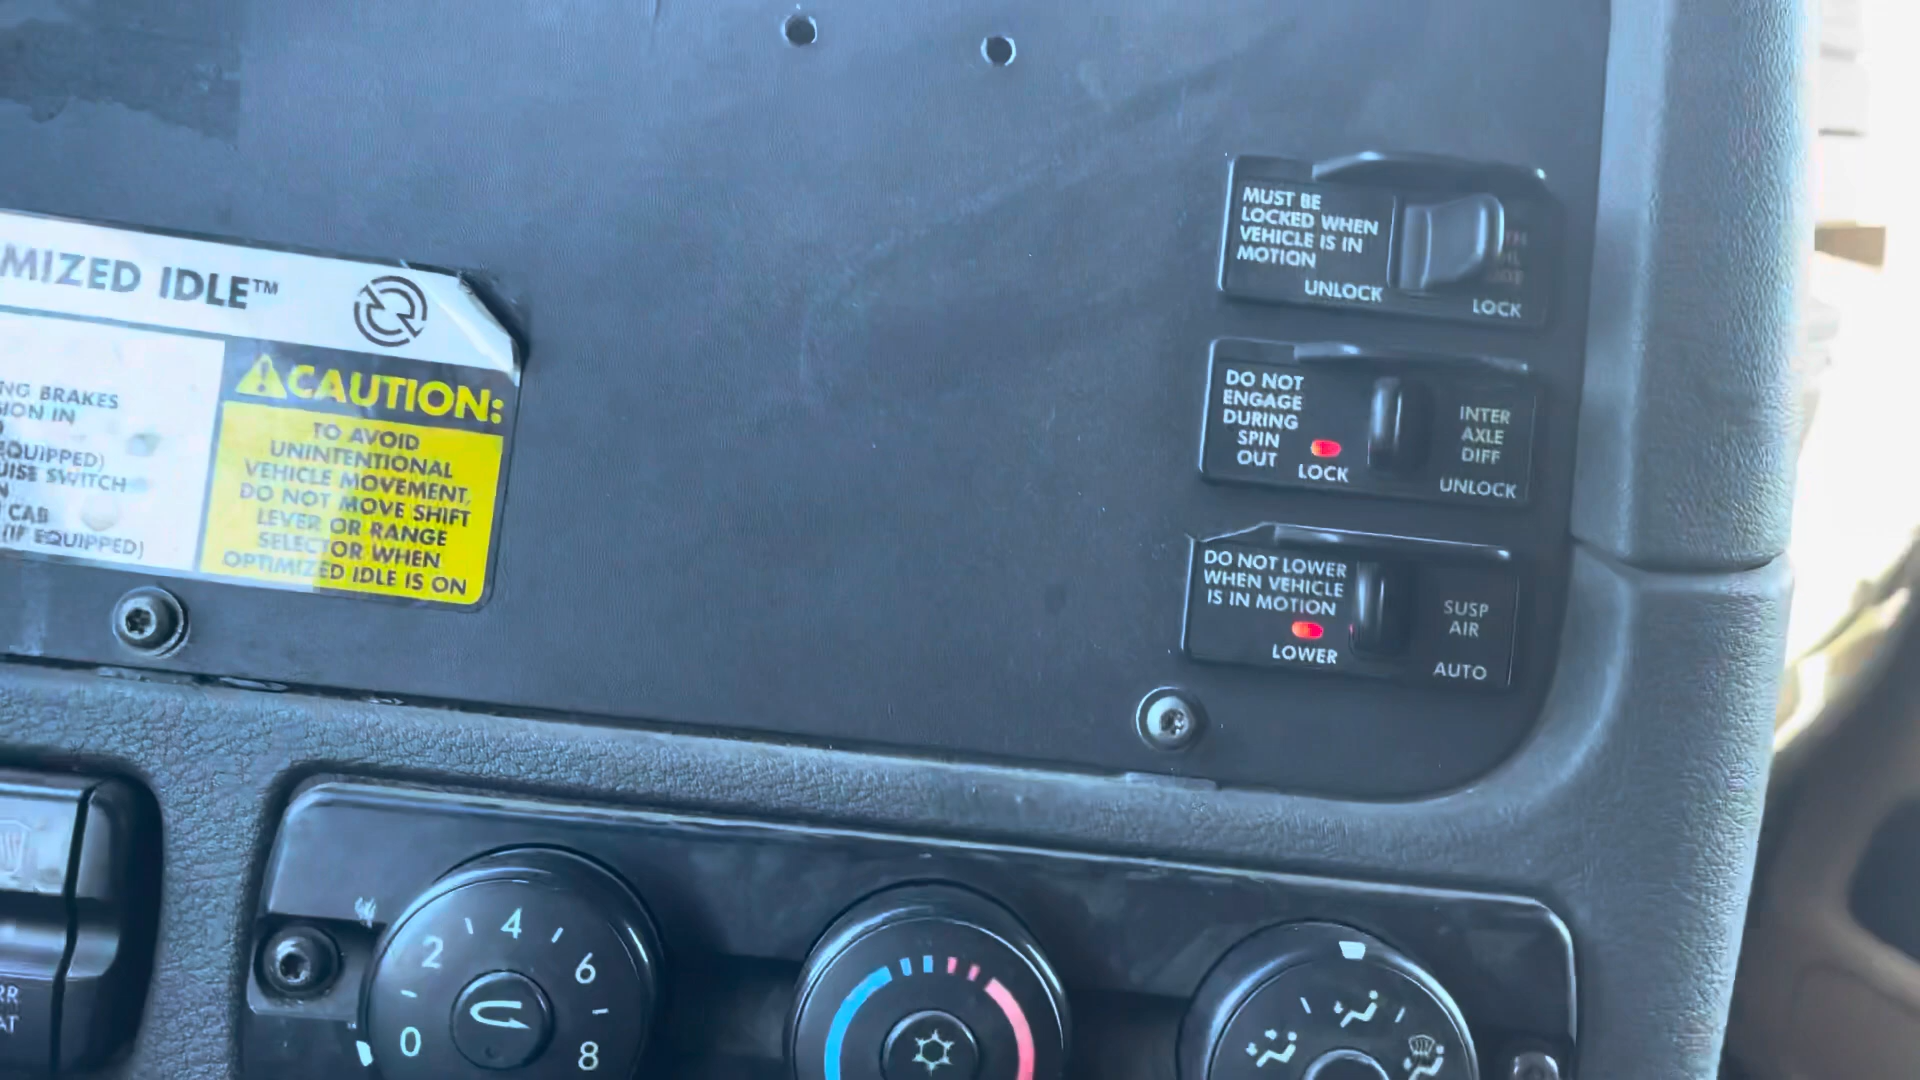 MIZED IDLE™
NG BRAKES
ION IN
EQUIPPED)
UISE SWITCH
N
CAB
(IF EQUIPPED)
CAUTION:
TO AVOID
UNINTENTIONAL
VEHICLE MOVEMENT,
DO NOT MOVE SHIFT
LEVER OR RANGE
SELECTOR WHEN
OPTIMIZED IDLE IS ON
MUST BE
LOCKED WHEN
VEHICLE IS IN
MOTION
UNLOCK
LOCK
DO NOT
ENGAGE
DURING
SPIN
OUT
LOCK
INTER
AXLE
DIFF
UNLOCK
DO NOT LOWER
WHEN VEHICLE
IS IN MOTION
LOWER
SUSP
AIR
AUTO
RR
AT
0 2 4 6 8